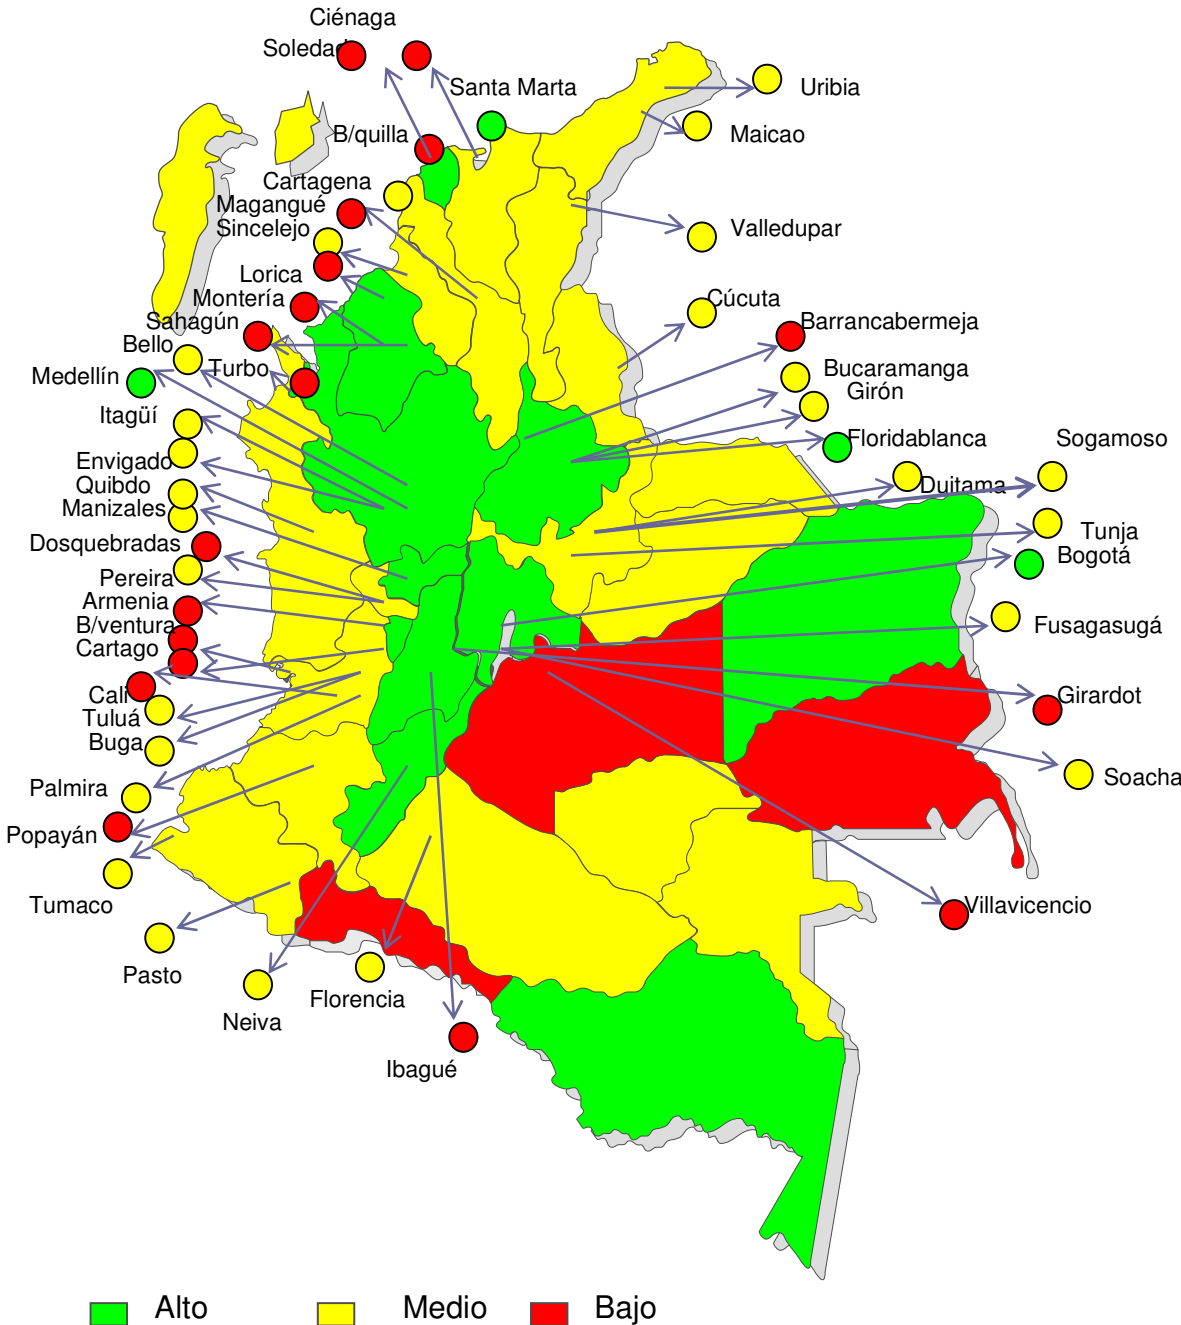 Ciénaga
Soledad
Santa Marta
Uribia
B/quilla
Maicao
Cartagena
Magangué
Sincelejo
Valledupar
Lorica
Montería
Cúcuta
Sahagún
Barrancabermeja
Bello
Medellín
Turbo
Bucaramanga
Girón
Itagüí
Floridablanca
Sogamoso
Envigado
Quibdo
Duitama
Manizales
Tunja
Dosquebradas
Bogotá
Pereira
Armenia
B/ventura
Fusagasugá
Cartago
Cali
Girardot
Tuluá
Buga
Soacha
Palmira
Popayán
Tumaco
Villavicencio
Pasto
Florencia
Neiva
Ibagué
Alto Medio Bajo